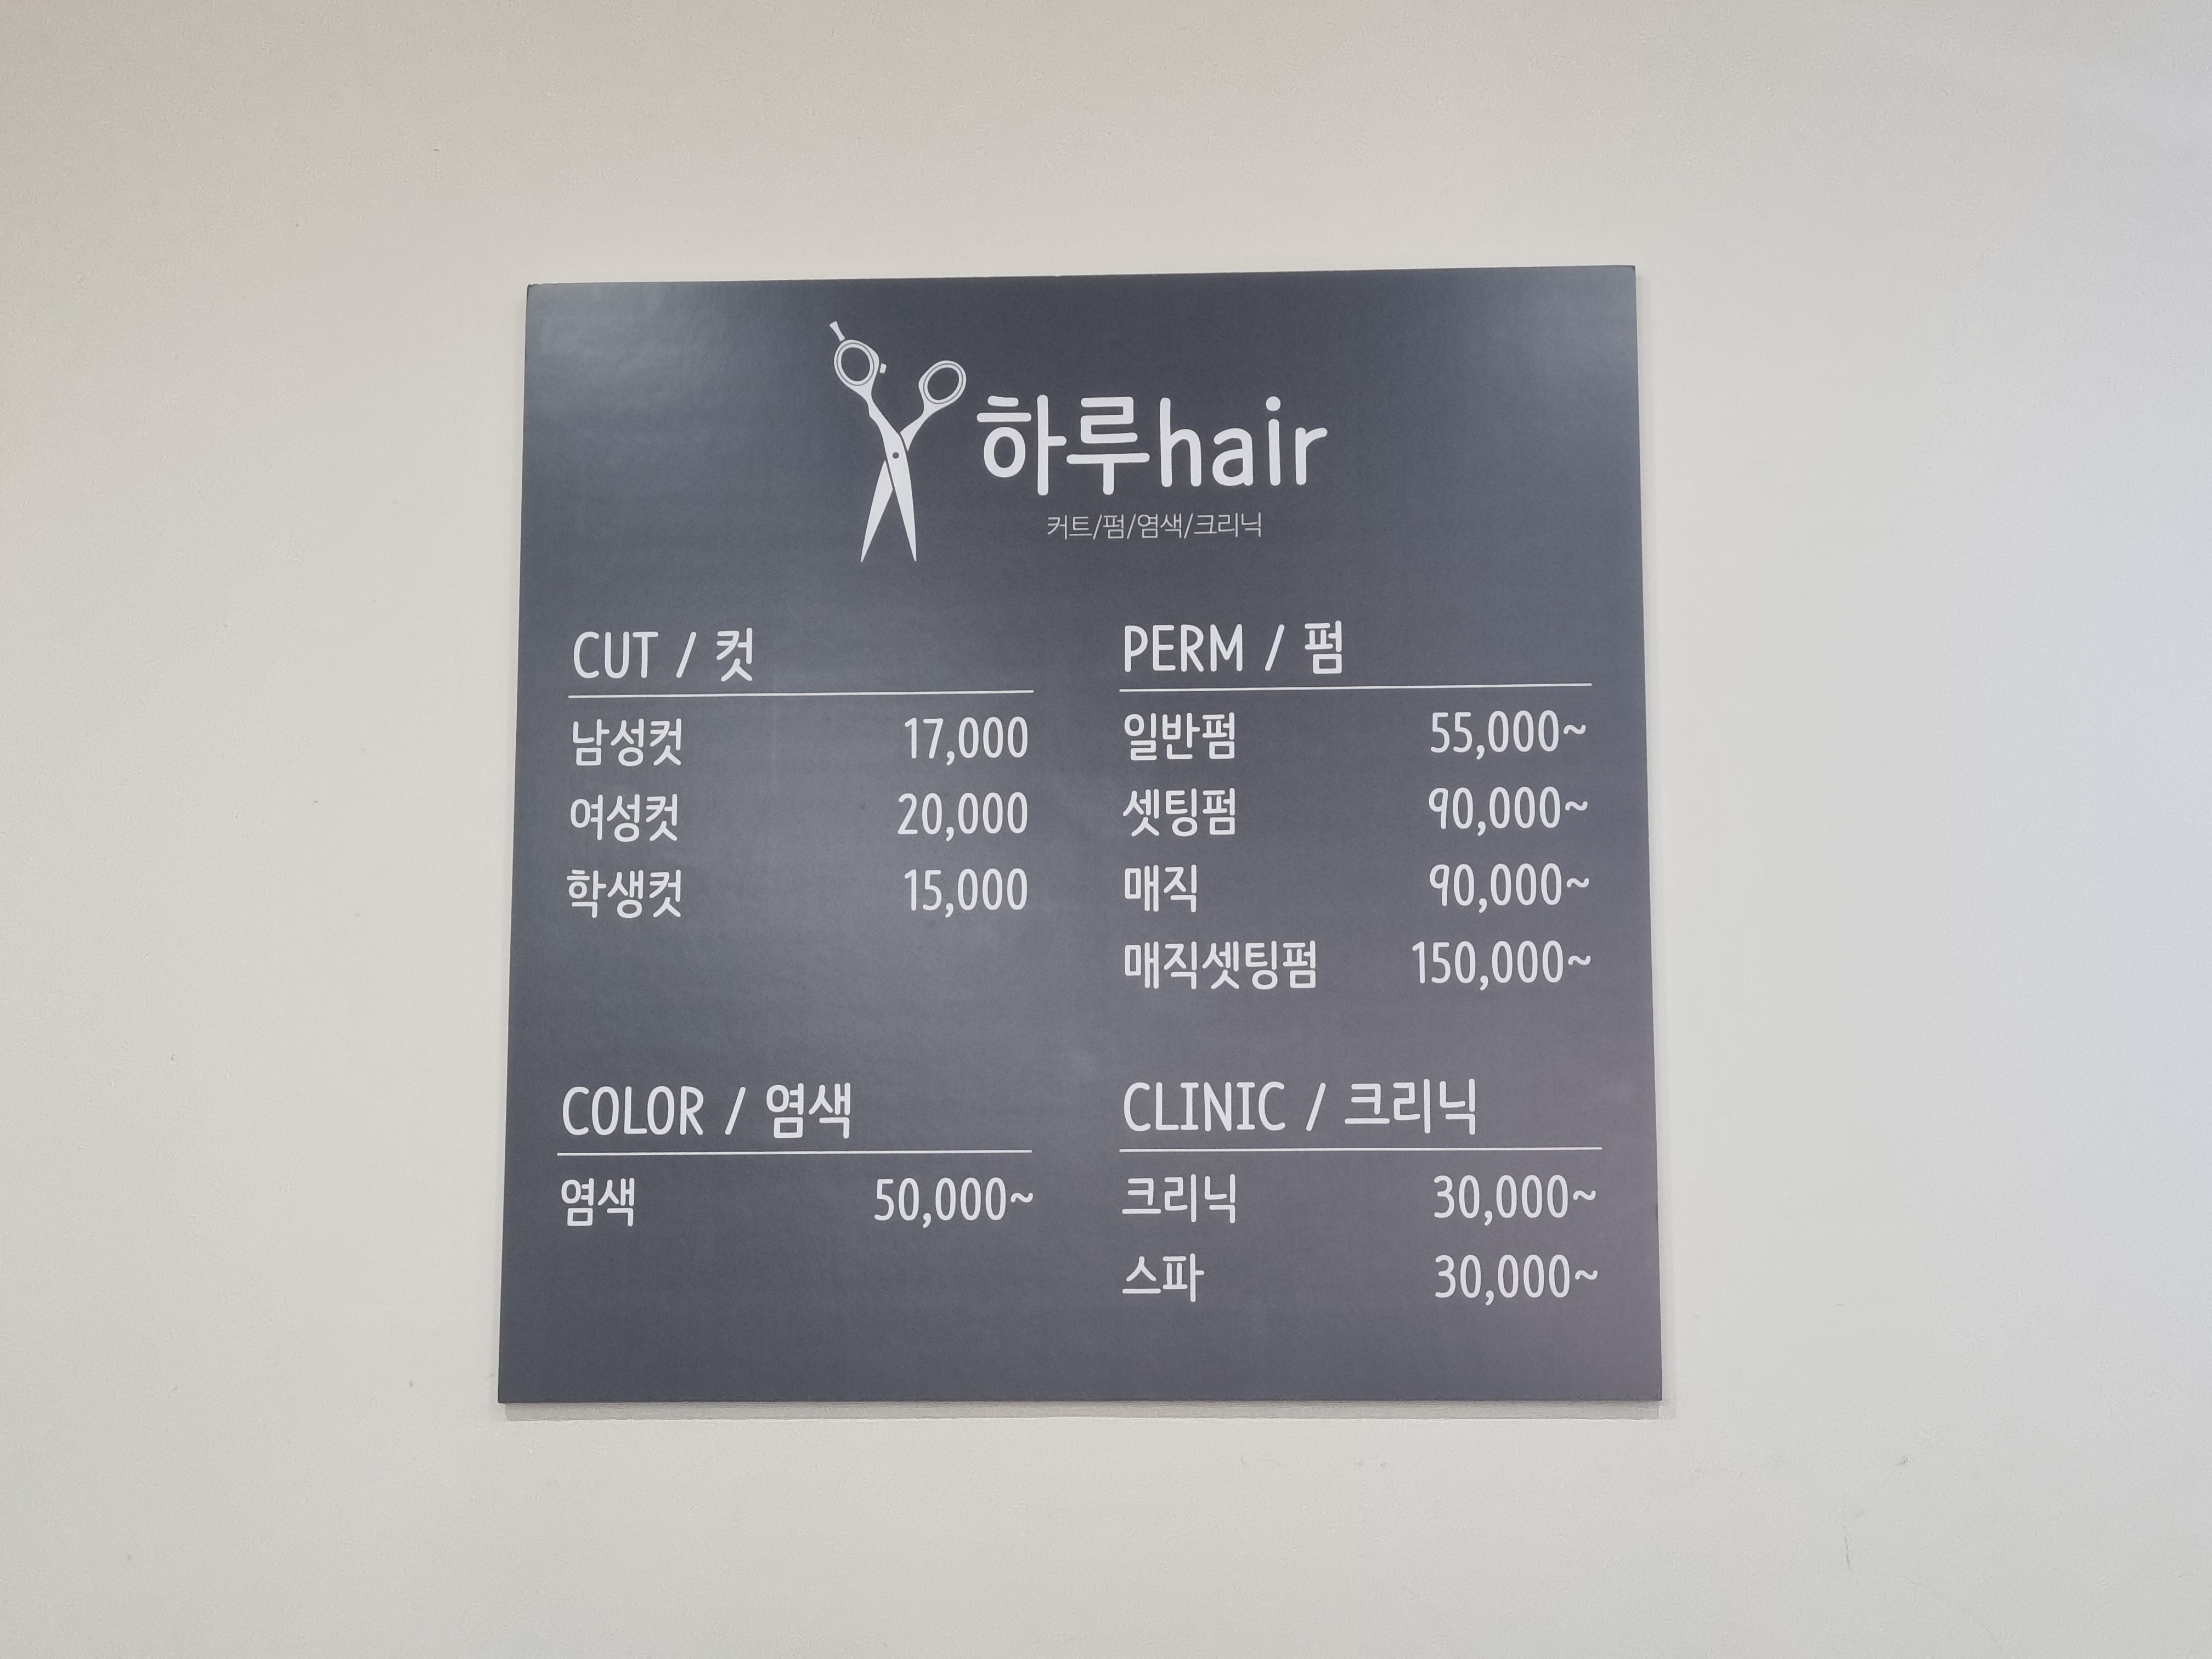 하루hair
커트/펌/염색/크리닉
CUT / 컷
남성컷 17,000
여성컷 20,000
학생컷 15,000
PERM / 펌
일반펌 55,000~
셋팅펌 90,000~
매직 90,000~
매직셋팅펌 150,000~
COLOR / 염색
염색 50,000~
CLINIC / 크리닉
크리닉 30,000~
스파 30,000~